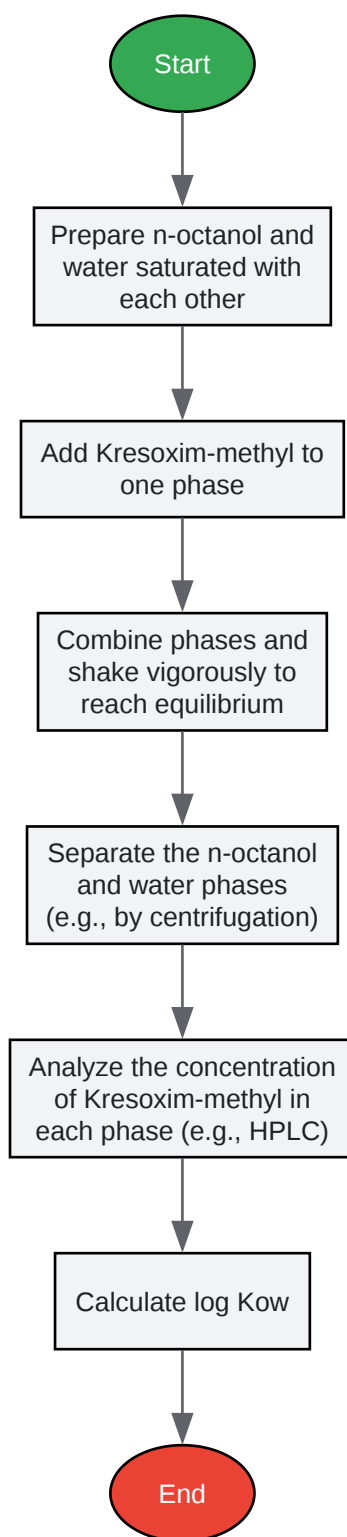 Start
Prepare n-octanol and
water saturated with
each other
Add Kresoxim-methyl to
one phase
Combine phases and
shake vigorously to
reach equilibrium
Separate the n-octanol
and water phases
(e.g., by centrifugation)
Analyze the concentration
of Kresoxim-methyl in
each phase (e.g., HPLC)
Calculate log Kow
End